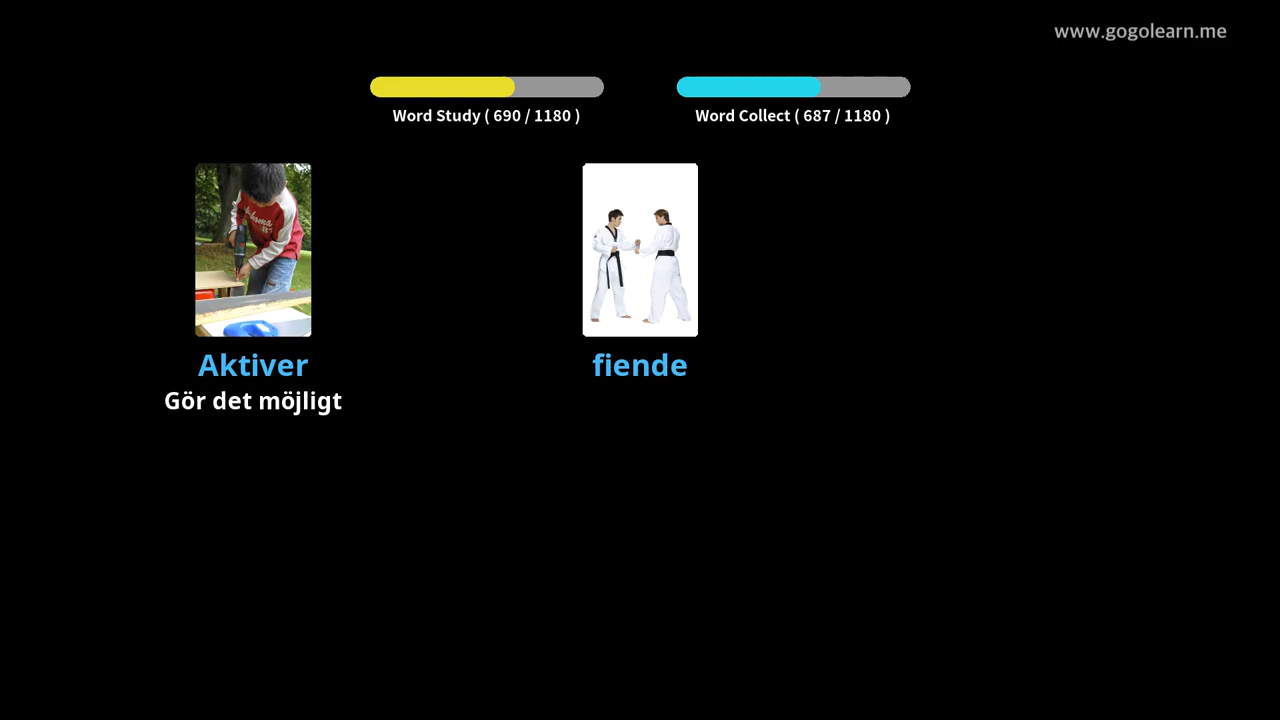 www.gogolearn.me
Word Study ( 690 / 1180 )
Word Collect ( 687 / 1180 )
Aktiver
fiende
Gör det möjligt